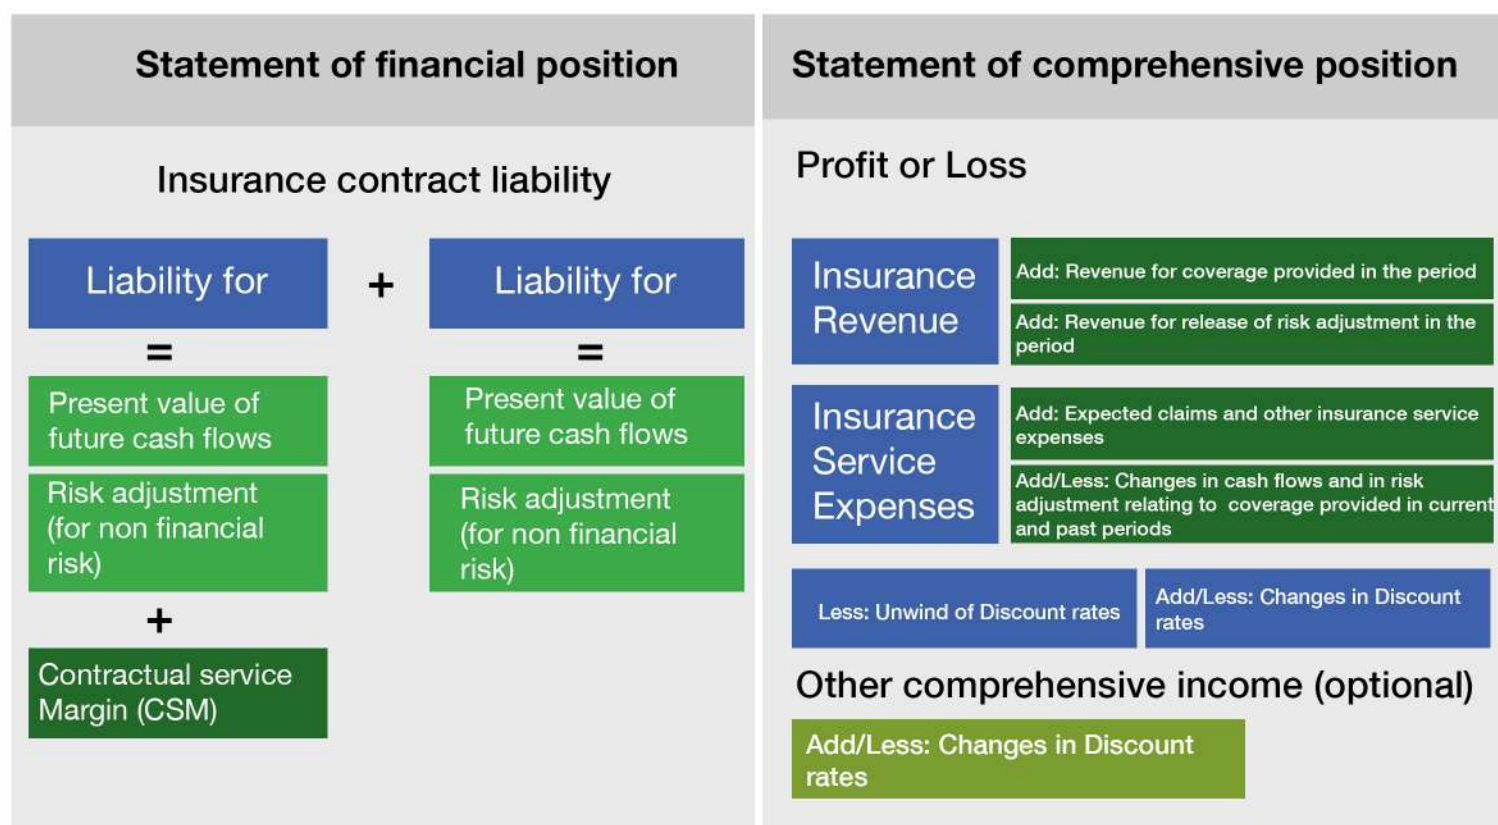 Statement of financial position
Insurance contract liability
Liability for
+
Liability for
=
=
Present value of
future cash flows
Present value of
future cash flows
Risk adjustment
(for non financial
risk)
Risk adjustment
(for non financial
risk)
+
Contractual service
Margin (CSM)
Statement of comprehensive position
Profit or Loss
Insurance
Revenue
Add: Revenue for coverage provided in the period
Add: Revenue for release of risk adjustment in the
period
Insurance
Service
Expenses
Add: Expected claims and other insurance service
expenses
Add/Less: Changes in cash flows and in risk
adjustment relating to coverage provided in current
and past periods
Less: Unwind of Discount rates
Add/Less: Changes in Discount
rates
Other comprehensive income (optional)
Add/Less: Changes in Discount
rates